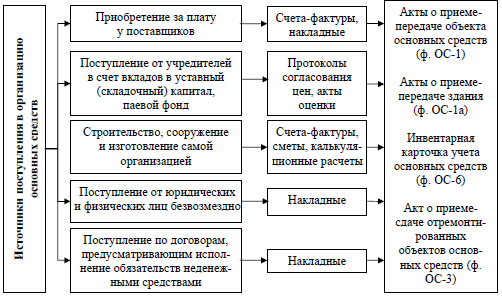 Источники поступления в организацию
основных средств
Приобретение за плату
у поставщиков
Счета-фактуры,
накладные
Поступление от учредителей
в счет вкладов в уставный
(складочный) капитал,
паевой фонд
Протоколы
согласования
цен, акты
оценки
Строительство, сооружение
и изготовление самой
организацией
Счета-фактуры,
сметы, калькуля-
ционные расчеты
Поступление от юридических
и физических лиц безвозмездно
Накладные
Поступление по договорам,
предусматривающим испол-
нение обязательств неденеж-
ными средствами
Накладные
Акты о приеме-
передаче объекта
основных средств
(ф. ОС-1)
Акты о приеме-
передаче здания
(ф. ОС-1а)
Инвентарная
карточка учета
основных средств
(ф. ОС-6)
Акт о приеме-
сдаче отремонти-
рованных
объектов основ-
ных средств (ф.
ОС-3)